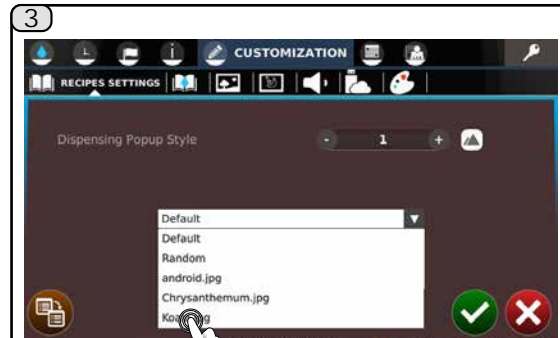 3
CUSTOMIZATION
RECIPES SETTINGS
Dispensing Popup Style - 1 +
Default
Default
Random
android.jpg
Chrysanthemum.jpg